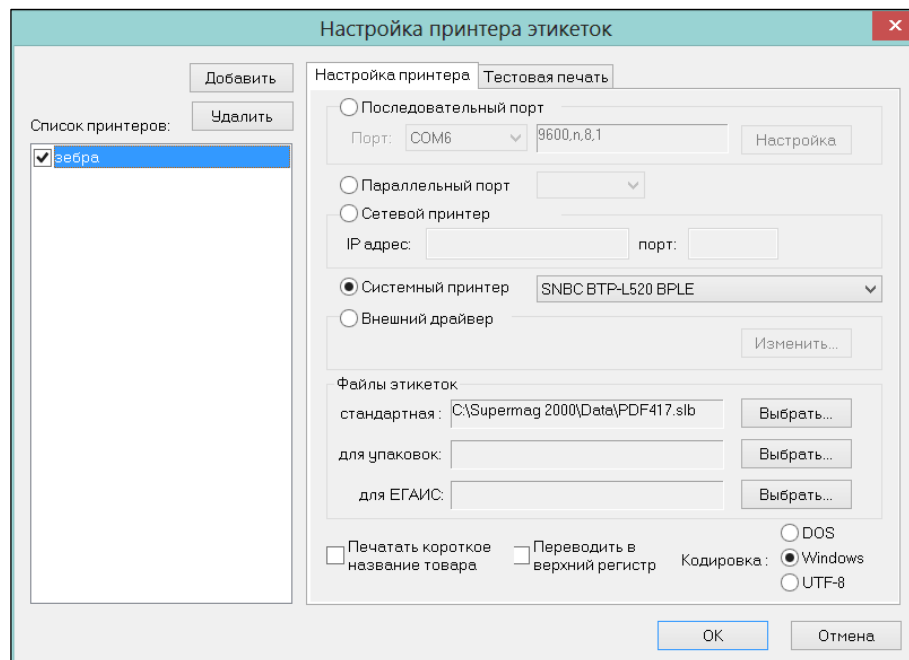 Настройка принтера этикеток
Добавить
Удалить
Список принтеров:
зебра
Настройка принтера
Тестовая печать
Последовательный порт
Порт: COM6 9600,n,8,1 Настройка
Параллельный порт
Сетевой принтер
IP адрес: порт:
Системный принтер SNBC BTP-L520 BPLE
Внешний драйвер
Изменить...
Файлы этикеток
стандартная: C:\Supermag 2000\Data\PDF417.slb Выбрать...
для упаковок: Выбрать...
для ЕГАИС: Выбрать...
Печатать короткое
название товара
Переводить в
верхний регистр
Кодировка:
DOS
Windows
UTF-8
OK
Отмена